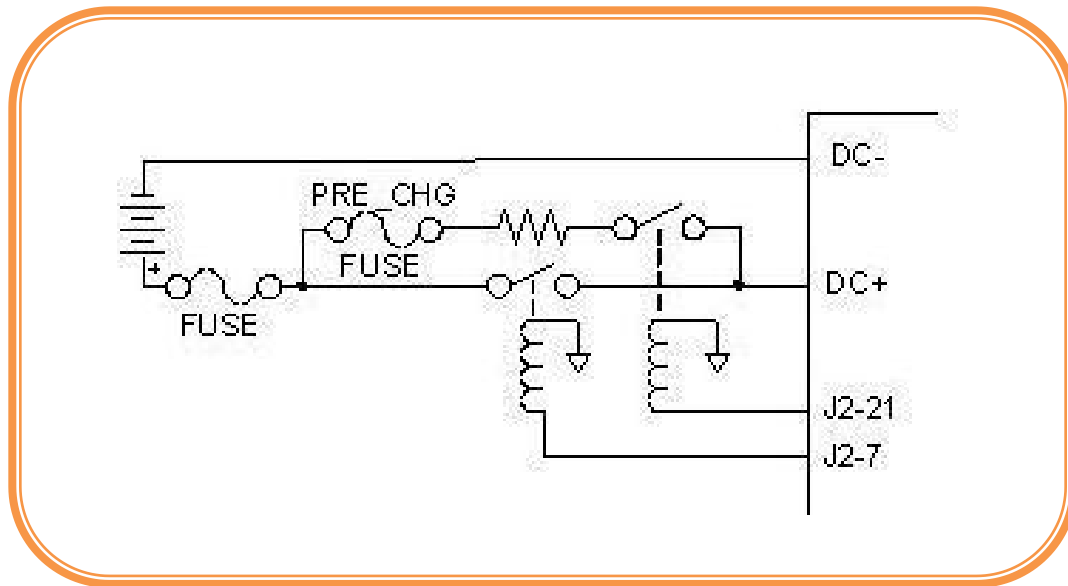 DC-
PRE_CHG
FUSE
DC+
+
FUSE
J2-21
J2-7